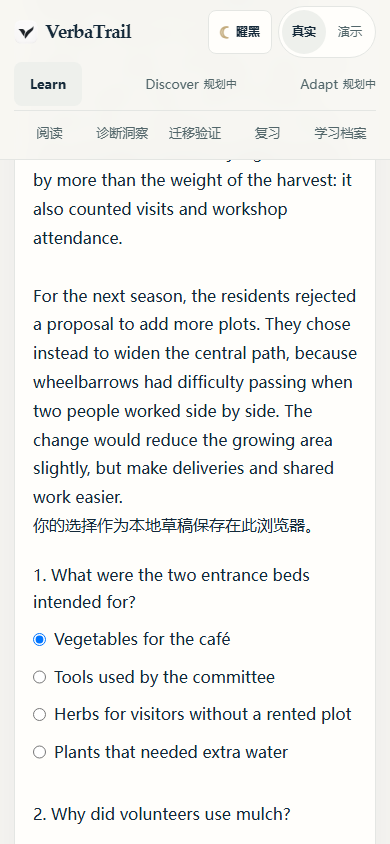 VerbaTrail
曜黑
真实
演示
Learn
Discover 规划中
Adapt 规划中
阅读
诊断洞察
迁移验证
复习
学习档案
by more than the weight of the harvest: it
also counted visits and workshop
attendance.
For the next season, the residents rejected
a proposal to add more plots. They chose
instead to widen the central path, because
wheelbarrows had difficulty passing when
two people worked side by side. The
change would reduce the growing area
slightly, but make deliveries and shared
work easier.
你的选择作为本地草稿保存在此浏览器。
1. What were the two entrance beds
intended for?
Vegetables for the café
Tools used by the committee
Herbs for visitors without a rented plot
Plants that needed extra water
2. Why did volunteers use mulch?